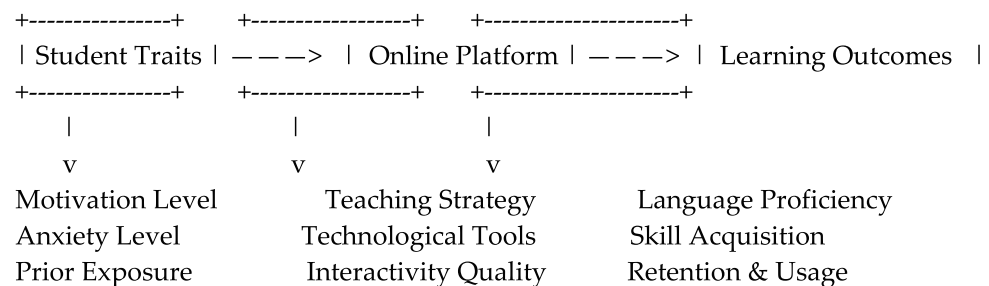 +-----------------+ +------------------+ +----------------------+
| Student Traits | ———> | Online Platform | ———> | Learning Outcomes |
+-----------------+ +------------------+ +----------------------+
| | |
v v v
Motivation Level Teaching Strategy Language Proficiency
Anxiety Level Technological Tools Skill Acquisition
Prior Exposure Interactivity Quality Retention & Usage